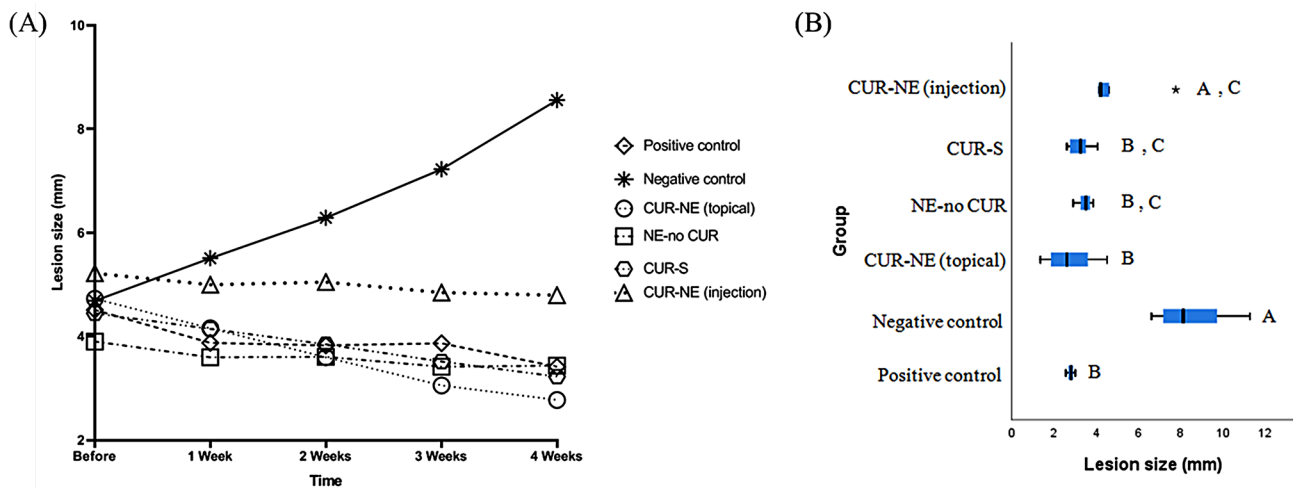 (A)
10
8
6
4
2
Lesion size (mm)
Before
1 Week
2 Weeks
3 Weeks
4 Weeks
Time
Positive control
Negative control
CUR-NE (topical)
NE-no CUR
CUR-S
CUR-NE (injection)
(B)
Group
CUR-NE (injection)
* A , C
CUR-S
B , C
NE-no CUR
B , C
CUR-NE (topical)
B
Negative control
A
Positive control
B
0 2 4 6 8 10 12
Lesion size (mm)